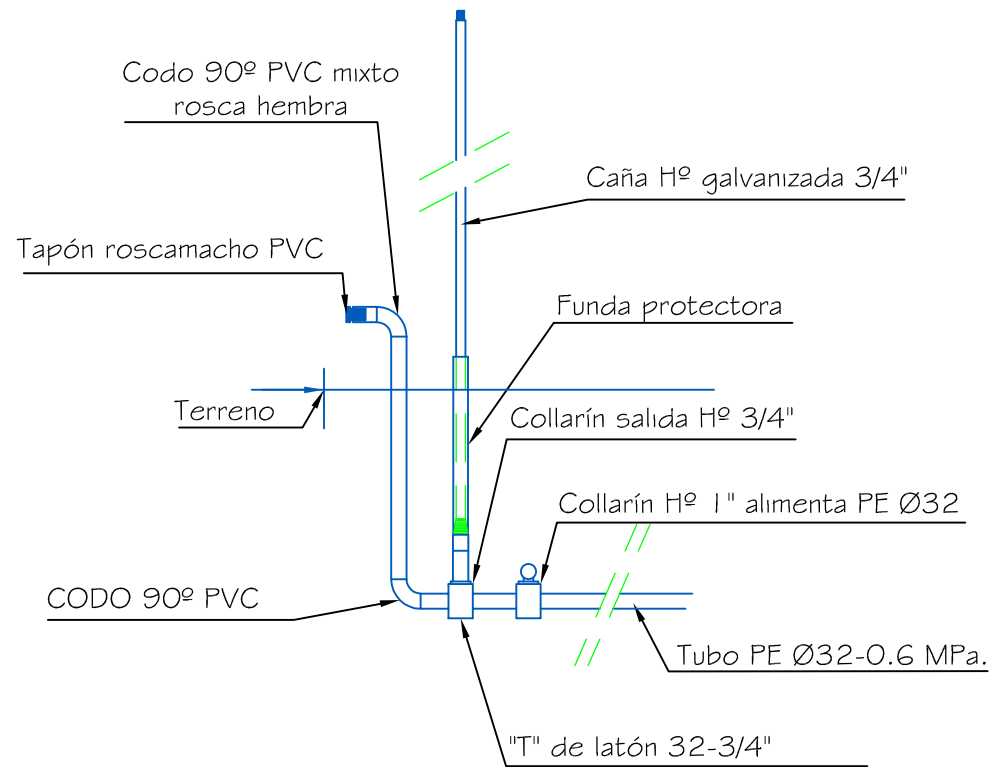 Codo 90º PVC mixto
rosca hembra
Caña Hº galvanizada 3/4"
Tapón roscamacho PVC
Funda protectora
Terreno
Collarín salida Hº 3/4"
Collarín Hº 1" alimenta PE Ø32
CODO 90º PVC
Tubo PE Ø32-0.6 MPa.
"T" de latón 32-3/4"